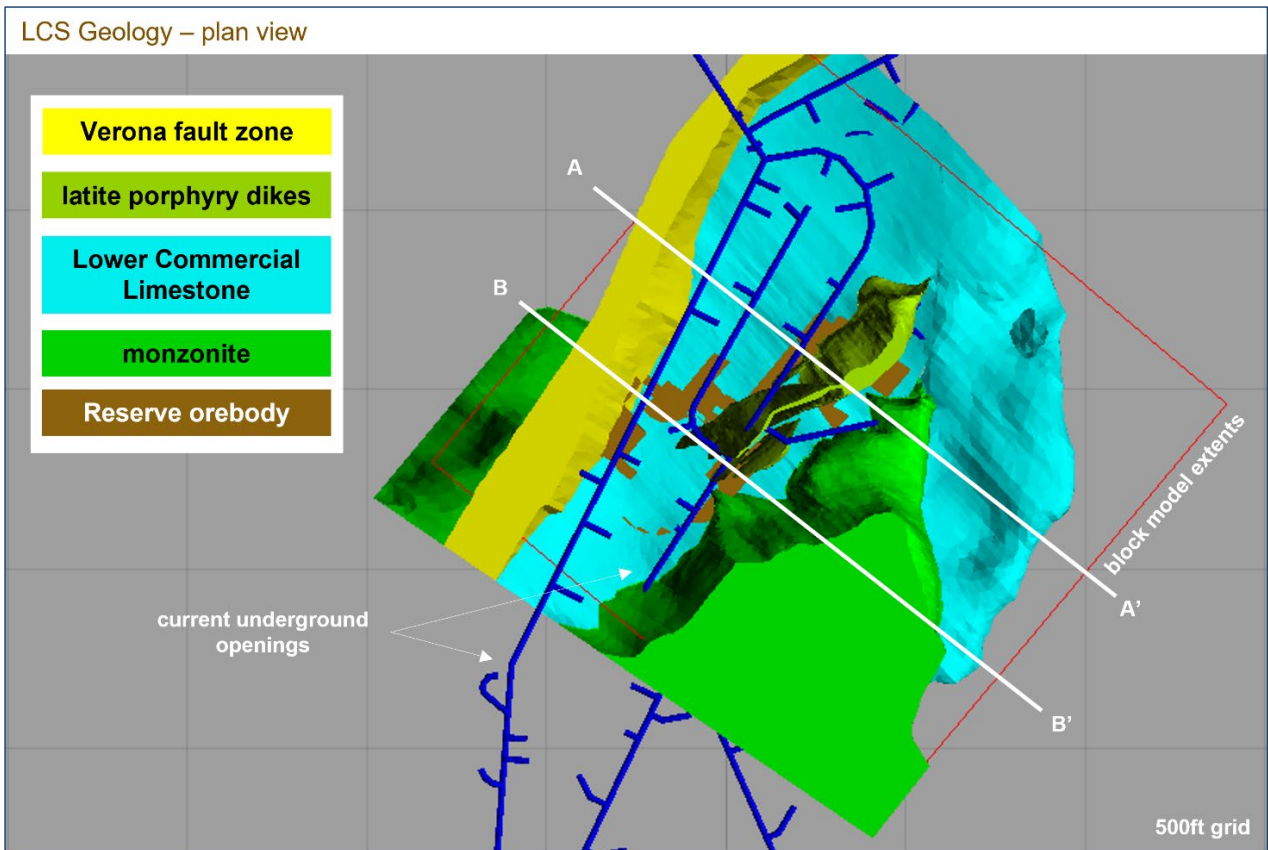 LCS Geology – plan view
Verona fault zone
latite porphyry dikes
Lower Commercial
Limestone
monzonite
Reserve orebody
A
B
current underground
openings
block model extents
A’
B’
500ft grid